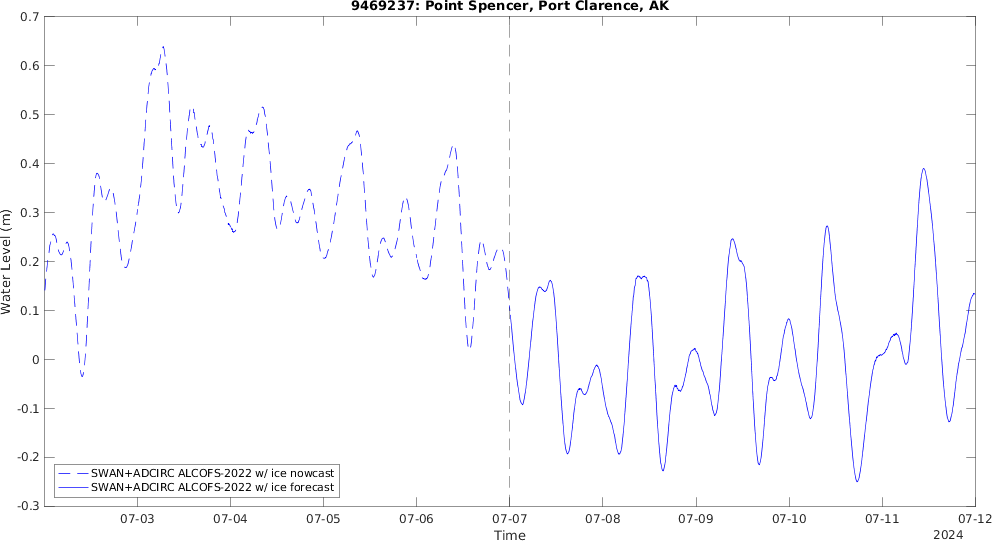 9469237: Point Spencer, Port Clarence, AK
0.7
0.6
0.5
0.4
0.3
0.2
0.1
0
-0.1
-0.2
-0.3
Water Level (m)
SWAN+ADCIRC ALCOFS-2022 w/ ice nowcast
SWAN+ADCIRC ALCOFS-2022 w/ ice forecast
07-03 07-04 07-05 07-06 07-07 07-08 07-09 07-10 07-11 07-12
Time
2024